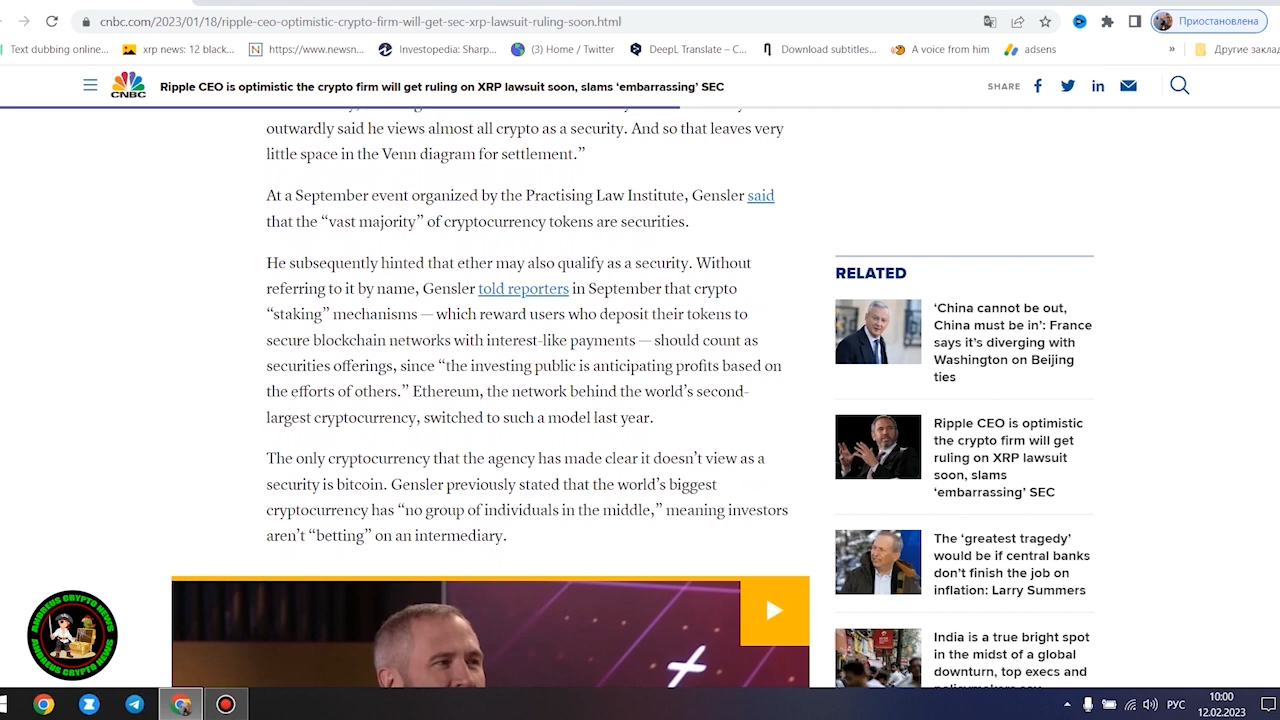 cnbc.com/2023/01/18/ripple-ceo-optimistic-crypto-firm-will-get-sec-xrp-lawsuit-ruling-soon.html
Приостановлена
Text dubbing online...
xrp news: 12 black...
https://www.newsn...
Investopedia: Sharp...
(3) Home / Twitter
DeepL Translate – C...
Download subtitles...
A voice from him
adsens
»
Другие заклад
CNBC
Ripple CEO is optimistic the crypto firm will get ruling on XRP lawsuit soon, slams ‘embarrassing’ SEC
SHARE
outwardly said he views almost all crypto as a security. And so that leaves very
little space in the Venn diagram for settlement.”
At a September event organized by the Practising Law Institute, Gensler said
that the “vast majority” of cryptocurrency tokens are securities.
He subsequently hinted that ether may also qualify as a security. Without
referring to it by name, Gensler told reporters in September that crypto
“staking” mechanisms — which reward users who deposit their tokens to
secure blockchain networks with interest-like payments — should count as
securities offerings, since “the investing public is anticipating profits based on
the efforts of others.” Ethereum, the network behind the world’s second-
largest cryptocurrency, switched to such a model last year.
The only cryptocurrency that the agency has made clear it doesn’t view as a
security is bitcoin. Gensler previously stated that the world’s biggest
cryptocurrency has “no group of individuals in the middle,” meaning investors
aren’t “betting” on an intermediary.
RELATED
‘China cannot be out,
China must be in’: France
says it’s diverging with
Washington on Beijing
ties
Ripple CEO is optimistic
the crypto firm will get
ruling on XRP lawsuit
soon, slams
‘embarrassing’ SEC
The ‘greatest tragedy’
would be if central banks
don’t finish the job on
inflation: Larry Summers
India is a true bright spot
in the midst of a global
downturn, top execs and
ANDREUS CRYPTO NEWS
ANDREUS CRYPTO NEWS
РУС
10:00
12.02.2023